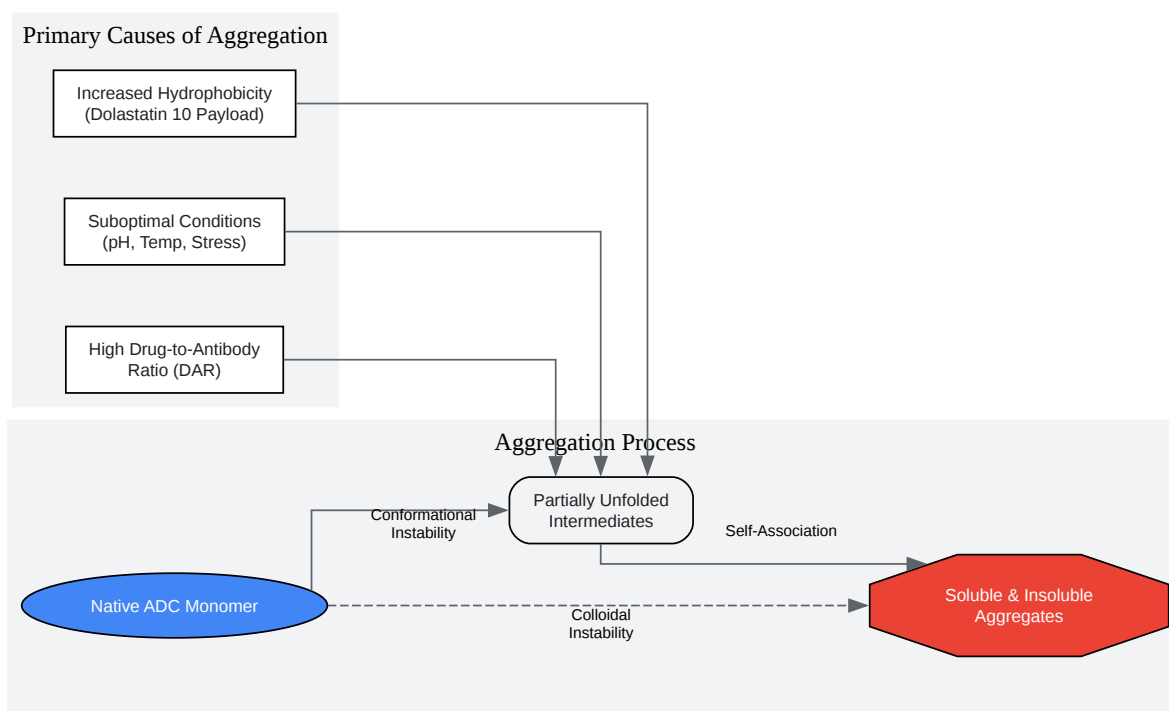 Primary Causes of Aggregation
Increased Hydrophobicity
(Dolastatin 10 Payload)
Suboptimal Conditions
(pH, Temp, Stress)
High Drug-to-Antibody
Ratio (DAR)
Aggregation Process
Partially Unfolded
Intermediates
Conformational
Instability
Self-Association
Native ADC Monomer
Colloidal
Instability
Soluble & Insoluble
Aggregates